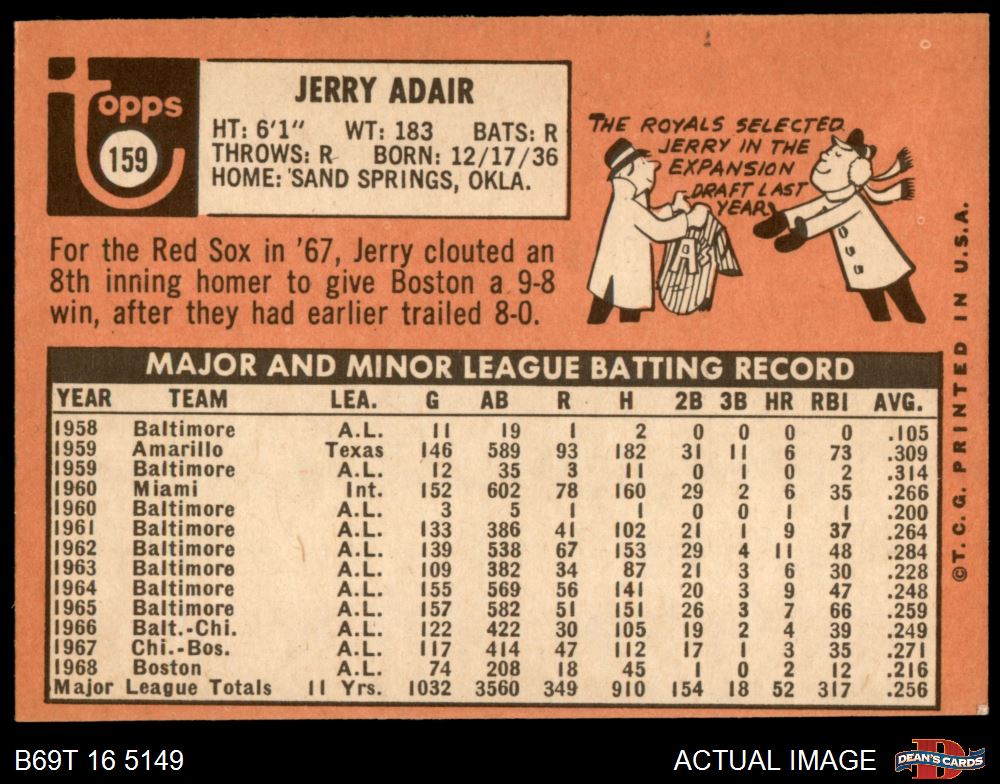 topps
159
JERRY ADAIR
HT: 6'1" WT: 183 BATS: R
THROWS: R BORN: 12/17/36
HOME: SAND SPRINGS, OKLA.
THE ROYALS SELECTED
JERRY IN THE
EXPANSION
DRAFT LAST
YEAR
For the Red Sox in '67, Jerry clouted an
8th inning homer to give Boston a 9-8
win, after they had earlier trailed 8-0.
MAJOR AND MINOR LEAGUE BATTING RECORD
YEAR TEAM LEA. G AB R H 2B 3B HR RBI AVG.
1958 Baltimore A.L. 11 19 1 2 0 0 0 0 .105
1959 Amarillo Texas 146 589 93 182 31 11 6 73 .309
1959 Baltimore A.L. 12 35 3 11 0 1 0 2 .314
1960 Miami Int. 152 602 78 160 29 2 6 35 .266
1960 Baltimore A.L. 3 5 1 1 0 0 1 1 .200
1961 Baltimore A.L. 133 386 41 102 21 1 9 37 .264
1962 Baltimore A.L. 139 538 67 153 29 4 11 48 .284
1963 Baltimore A.L. 109 382 34 87 21 3 6 30 .228
1964 Baltimore A.L. 155 569 56 141 20 3 9 47 .248
1965 Baltimore A.L. 157 582 51 151 26 3 7 66 .259
1966 Balt.-Chi. A.L. 122 422 30 105 19 2 4 39 .249
1967 Chi.-Bos. A.L. 117 414 47 112 17 1 3 35 .271
1968 Boston A.L. 74 208 18 45 1 0 2 12 .216
Major League Totals 11 Yrs. 1032 3560 349 910 154 18 52 317 .256
©T.C.G. PRINTED IN U.S.A.
B69T 16 5149
ACTUAL IMAGE
DEAN'S CARDS